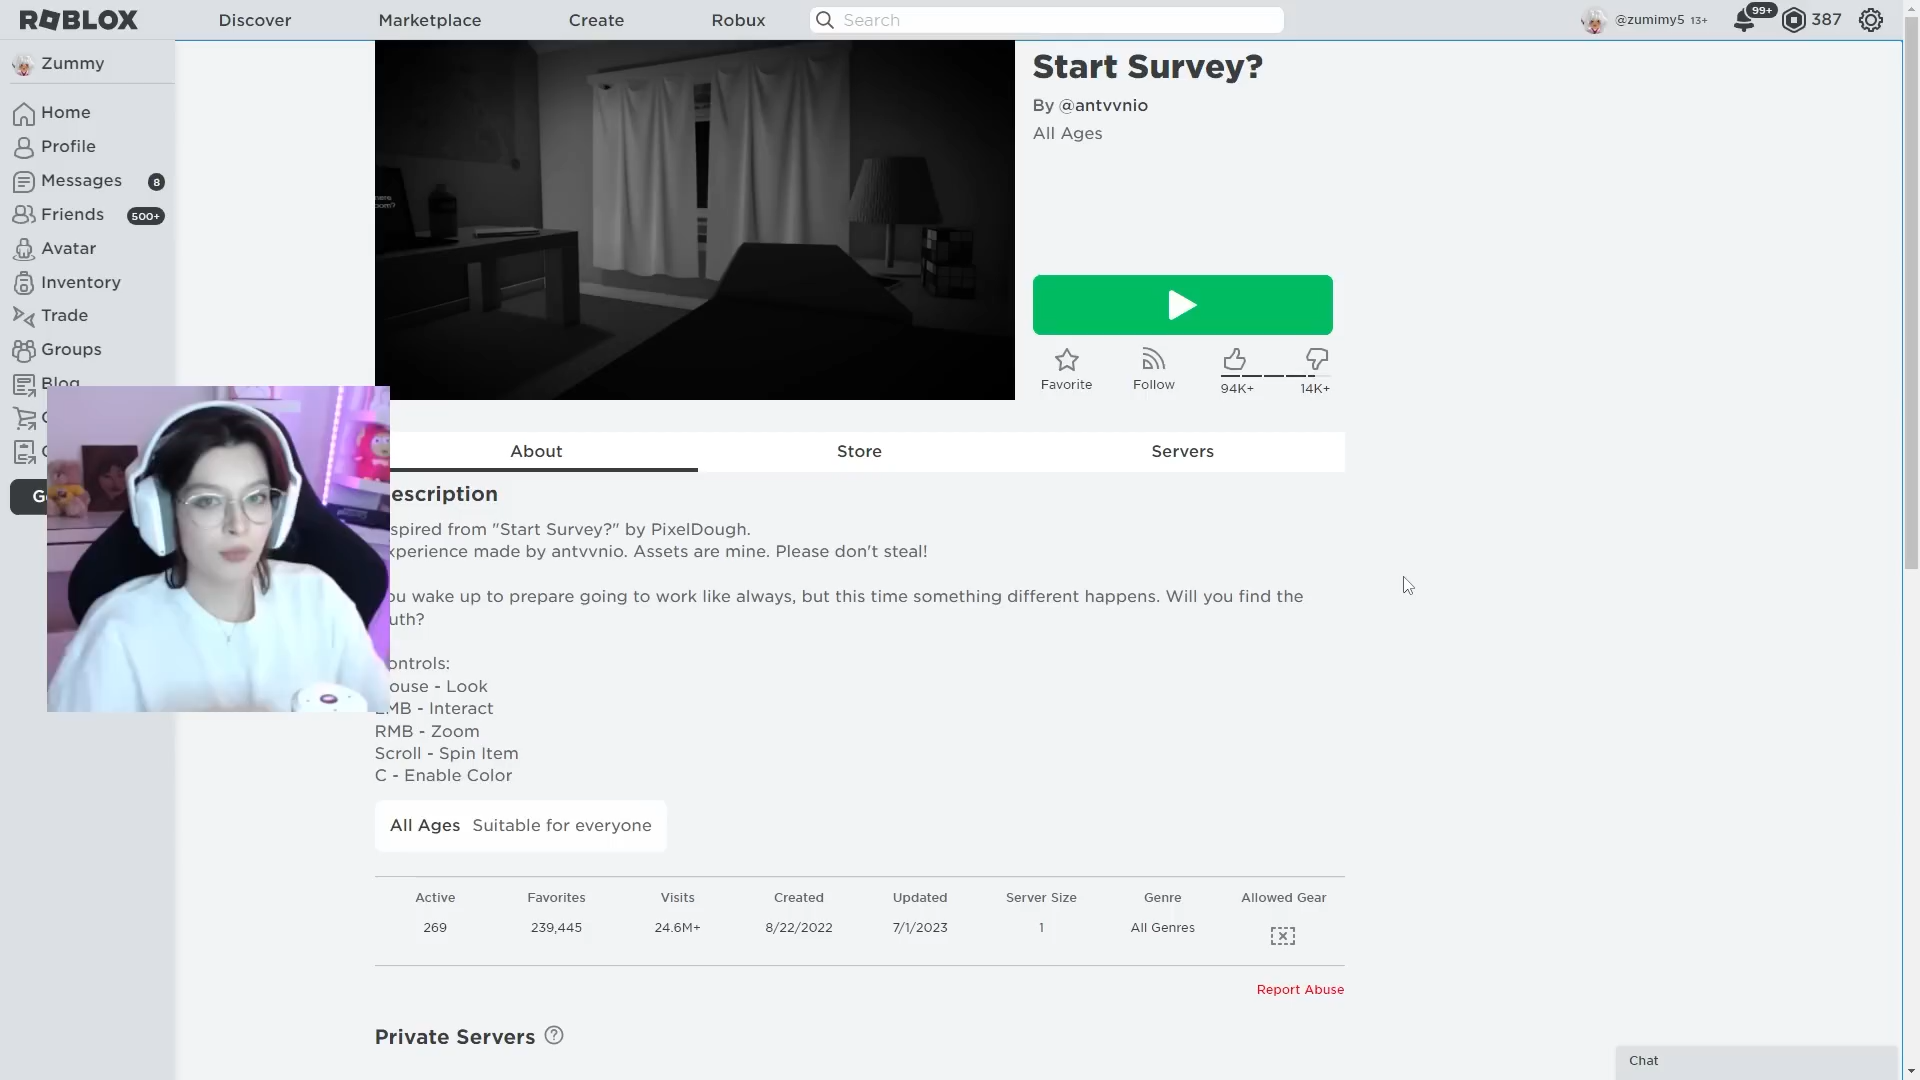 ROBLOX
Discover
Marketplace
Create
Robux
Search
@zumimy5 13+
99+
387
Zummy
Home
Profile
Messages
8
Friends
500+
Avatar
Inventory
Trade
Groups
Blog
Start Survey?
By @antvvnio
All Ages
Favorite
Follow
94K+
14K+
About
Store
Servers
escription
spired from "Start Survey?" by PixelDough.
xperience made by antvvnio. Assets are mine. Please don't steal!
ou wake up to prepare going to work like always, but this time something different happens. Will you find the
uth?
ontrols:
ouse - Look
LMB - Interact
RMB - Zoom
Scroll - Spin Item
C - Enable Color
All Ages Suitable for everyone
Active
Favorites
Visits
Created
Updated
Server Size
Genre
Allowed Gear
269
239,445
24.6M+
8/22/2022
7/1/2023
1
All Genres
Report Abuse
Private Servers
Chat